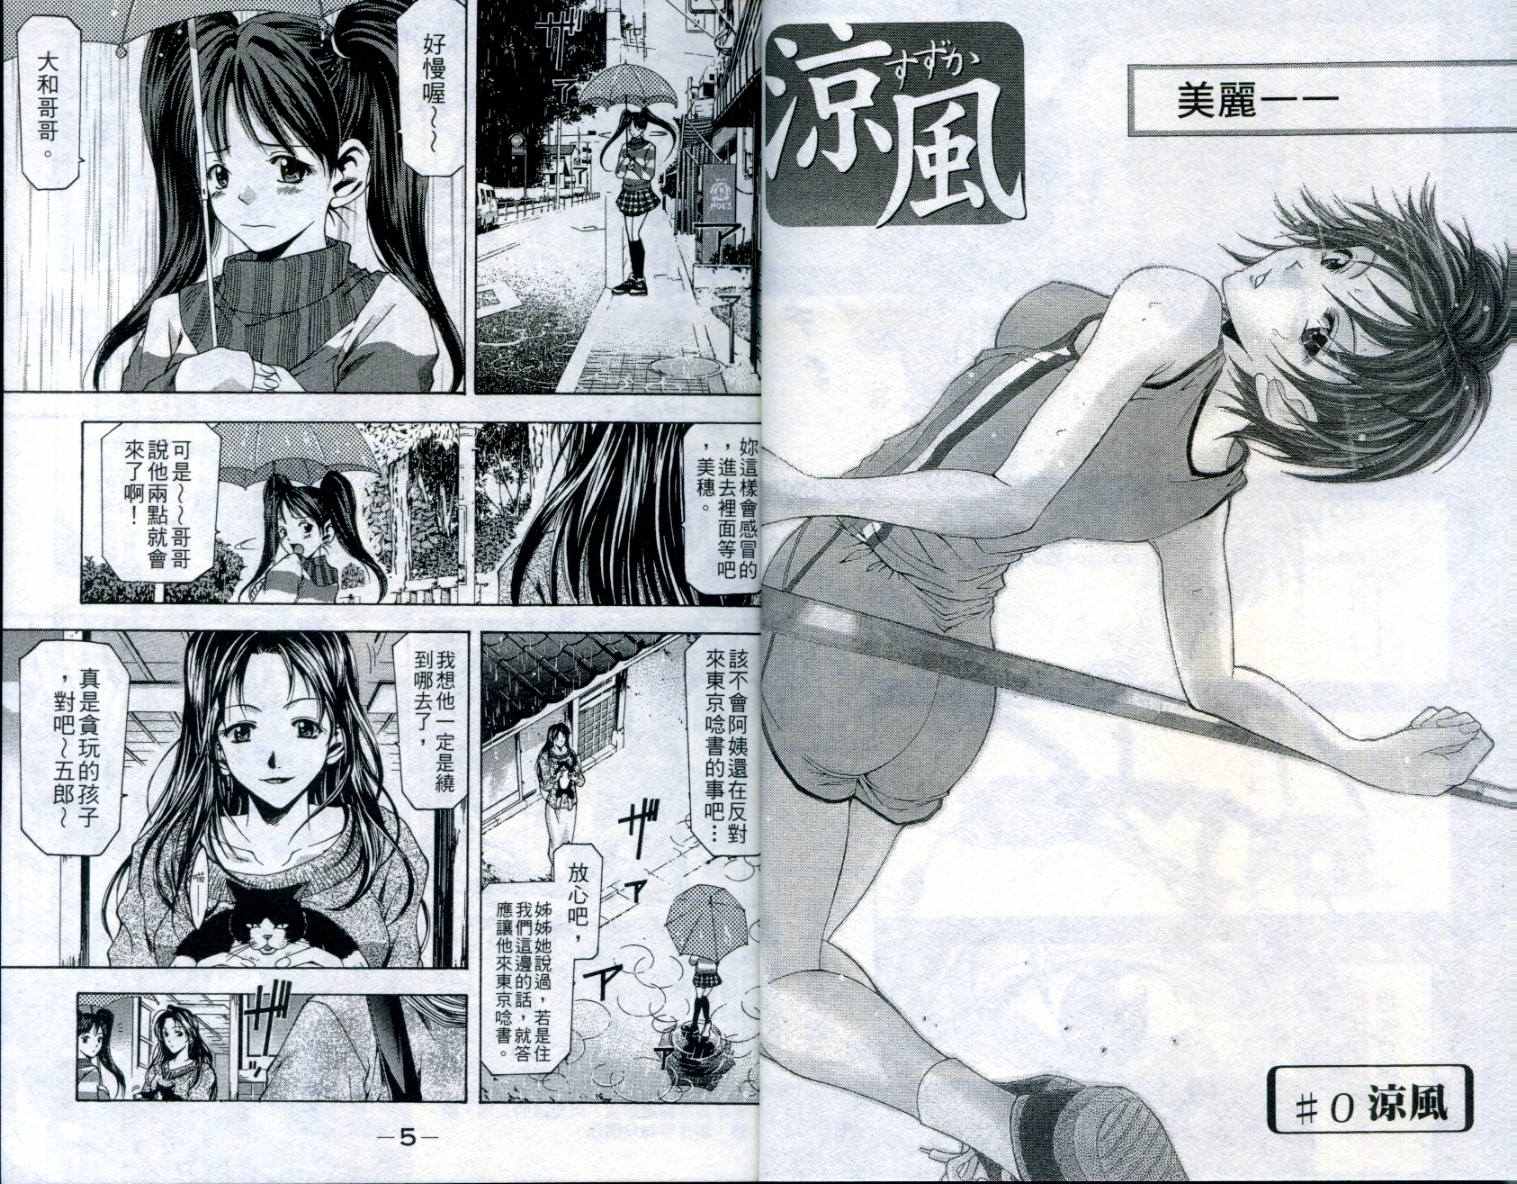 美麗——
涼風
すずか
#0 涼風
ザ
ァ
ア
好慢喔~~
大和哥哥。
妳這樣會感冒的
，進去裡面等吧
，美穗。
可是~~哥哥
說他兩點就會
來了啊！
該不會阿姨還在反對
來東京唸書的事吧…
放心吧，
姊姊她說過，若是住
我們這邊的話，就答
應讓他來東京唸書。
ザ
ァ
ア
我想他一定是繞
到哪去了，
真是貪玩的孩子
，對吧~五郎~
喵
—5—